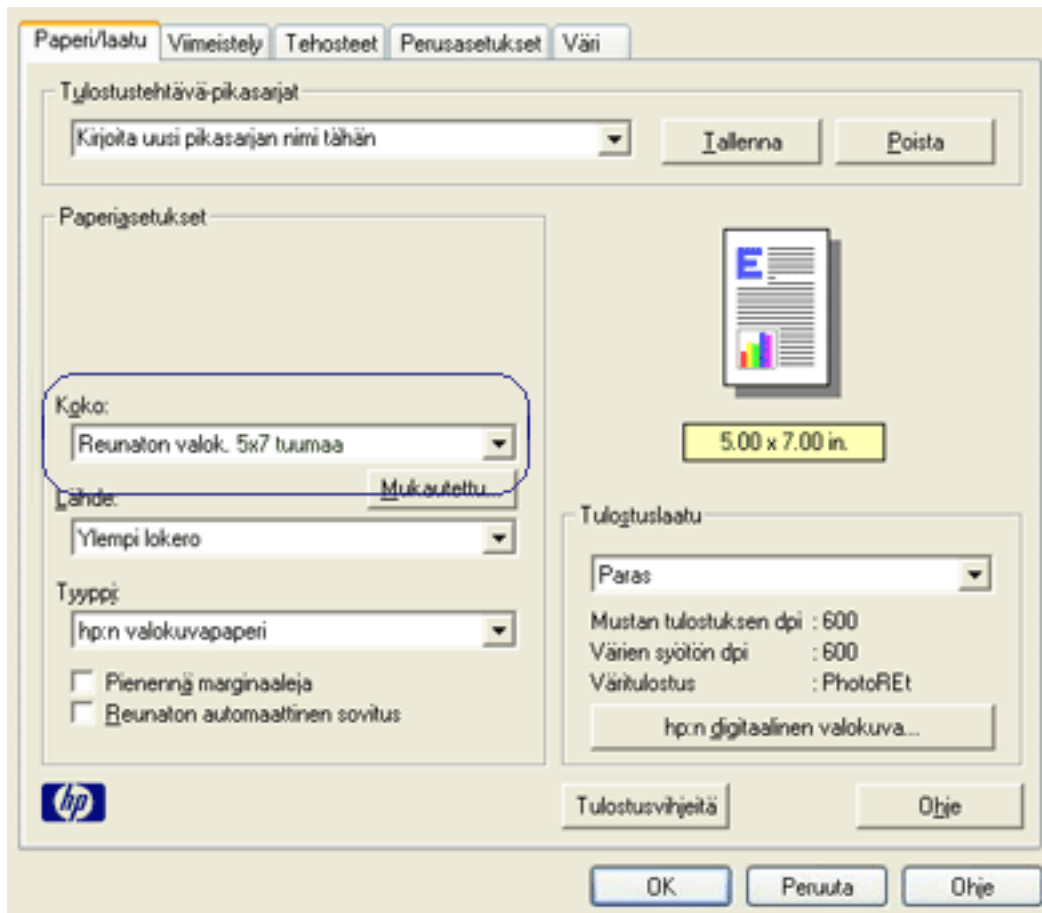 Paperi/laatu Viimeistely Tehosteet Perusasetukset Väri
Tulostustehtävä-pikasarjat
Kirjoita uusi pikasarjan nimi tähän
Tallenna
Poista
Paperiasetukset
E
Koko:
Reunaton valok. 5x7 tuumaa
5.00 x 7.00 in.
Mukautettu...
Lähde:
Ylempi lokero
Tyyppi:
hp:n valokuvapaperi
Pienennä marginaaleja
Reunaton automaattinen sovitus
Tulostuslaatu
Paras
Mustan tulostuksen dpi : 600
Värien syötön dpi : 600
Väritulostus : PhotoREt
hp:n digitaalinen valokuva...
hp
Tulostusvihjeitä
Ohje
OK
Peruuta
Ohje